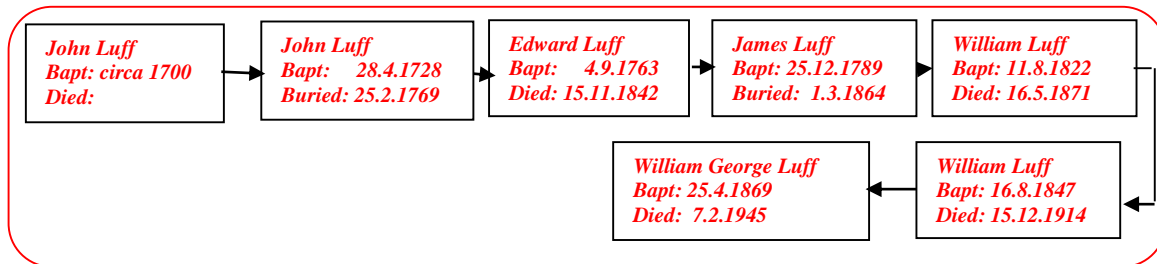 John Luff
Bapt: circa 1700
Died:
John Luff
Bapt: 28.4.1728
Buried: 25.2.1769
Edward Luff
Bapt: 4.9.1763
Died: 15.11.1842
James Luff
Bapt: 25.12.1789
Buried: 1.3.1864
William Luff
Bapt: 11.8.1822
Died: 16.5.1871
William Luff
Bapt: 16.8.1847
Died: 15.12.1914
William George Luff
Bapt: 25.4.1869
Died: 7.2.1945